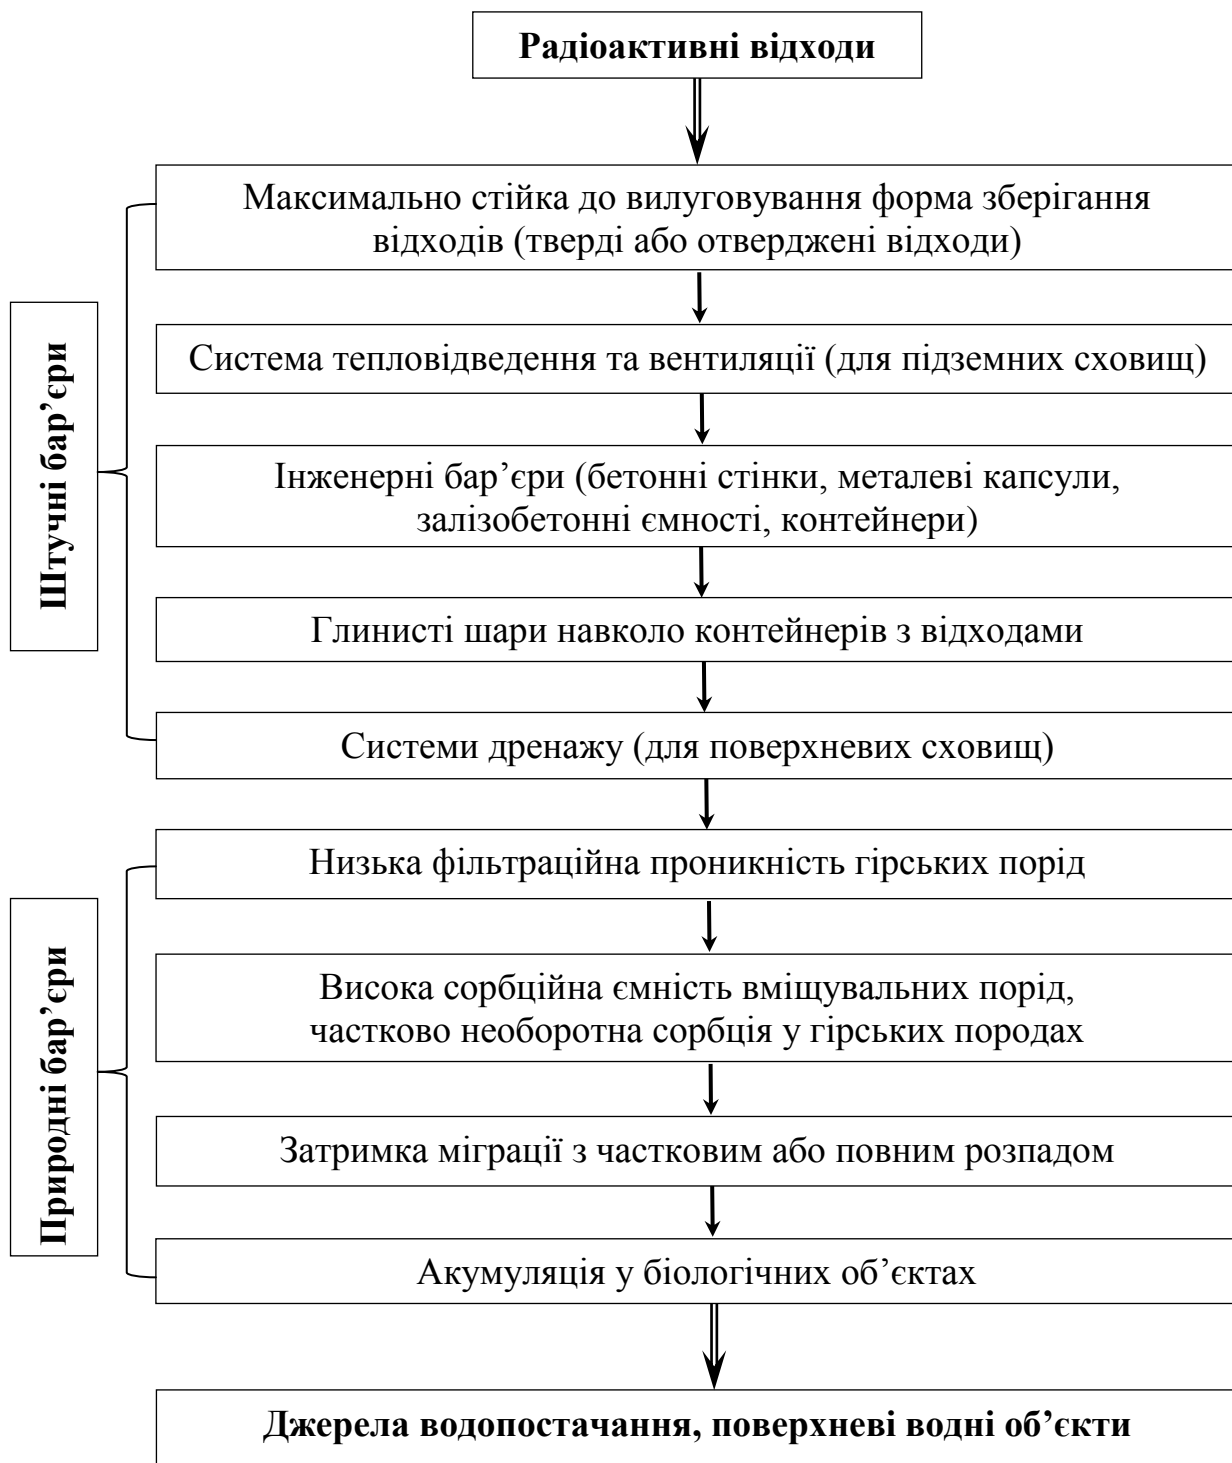 Радіоактивні відходи
Максимально стійка до вилуговування форма зберігання
відходів (тверді або отверджені відходи)
Система тепловідведення та вентиляції (для підземних сховищ)
Інженерні бар’єри (бетонні стінки, металеві капсули,
залізобетонні ємності, контейнери)
Глинисті шари навколо контейнерів з відходами
Системи дренажу (для поверхневих сховищ)
Штучні бар’єри
Низька фільтраційна проникність гірських порід
Висока сорбційна ємність вміщувальних порід,
частково необоротна сорбція у гірських породах
Затримка міграції з частковим або повним розпадом
Акумуляція у біологічних об’єктах
Природні бар’єри
Джерела водопостачання, поверхневі водні об’єкти